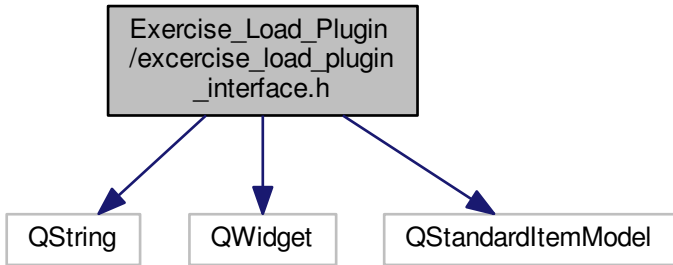 Exercise_Load_Plugin
/excercise_load_plugin
_interface.h
QString
QWidget
QStandardItemModel